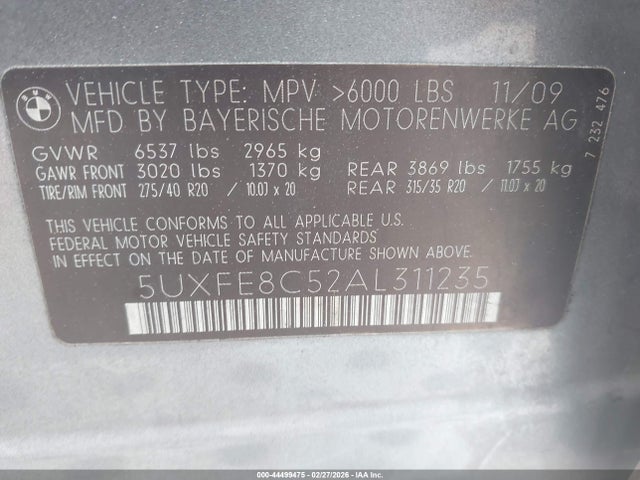 BMW
VEHICLE TYPE: MPV >6000 LBS 11/09
MFD BY BAYERISCHE MOTORENWERKE AG
7 232 476
GVWR 6537 lbs 2965 kg
GAWR FRONT 3020 lbs 1370 kg REAR 3869 lbs 1755 kg
TIRE/RIM FRONT 275/40 R20 / 10.0J x 20 REAR 315/35 R20 / 11.0J x 20
THIS VEHICLE CONFORMS TO ALL APPLICABLE U.S.
FEDERAL MOTOR VEHICLE SAFETY STANDARDS IN
EFFECT ON THE DATE OF MANUFACTURE SHOWN ABOVE.
5UXFE8C52AL311235
000-44499475 - 02/27/2026 - IAAI.COM